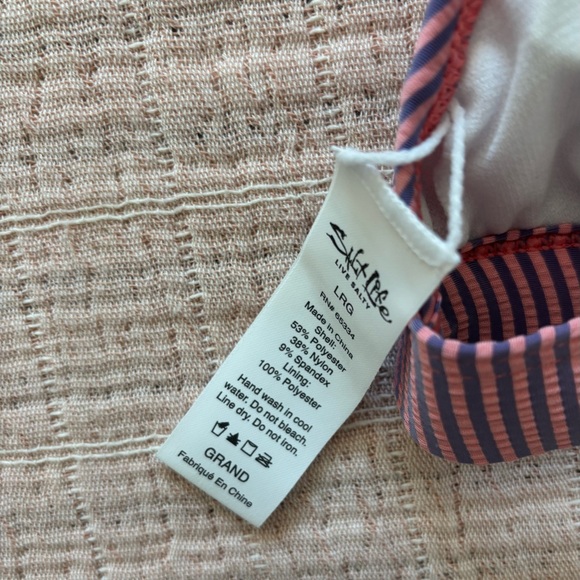 Salt Life
LIVE SALTY
LRG
RN# 65334
Made in China
Shell:
53% Polyester
38% Nylon
9% Spandex
Lining:
100% Polyester
Hand wash in cool
water. Do not bleach.
Line dry. Do not iron.
GRAND
Fabriqué En Chine